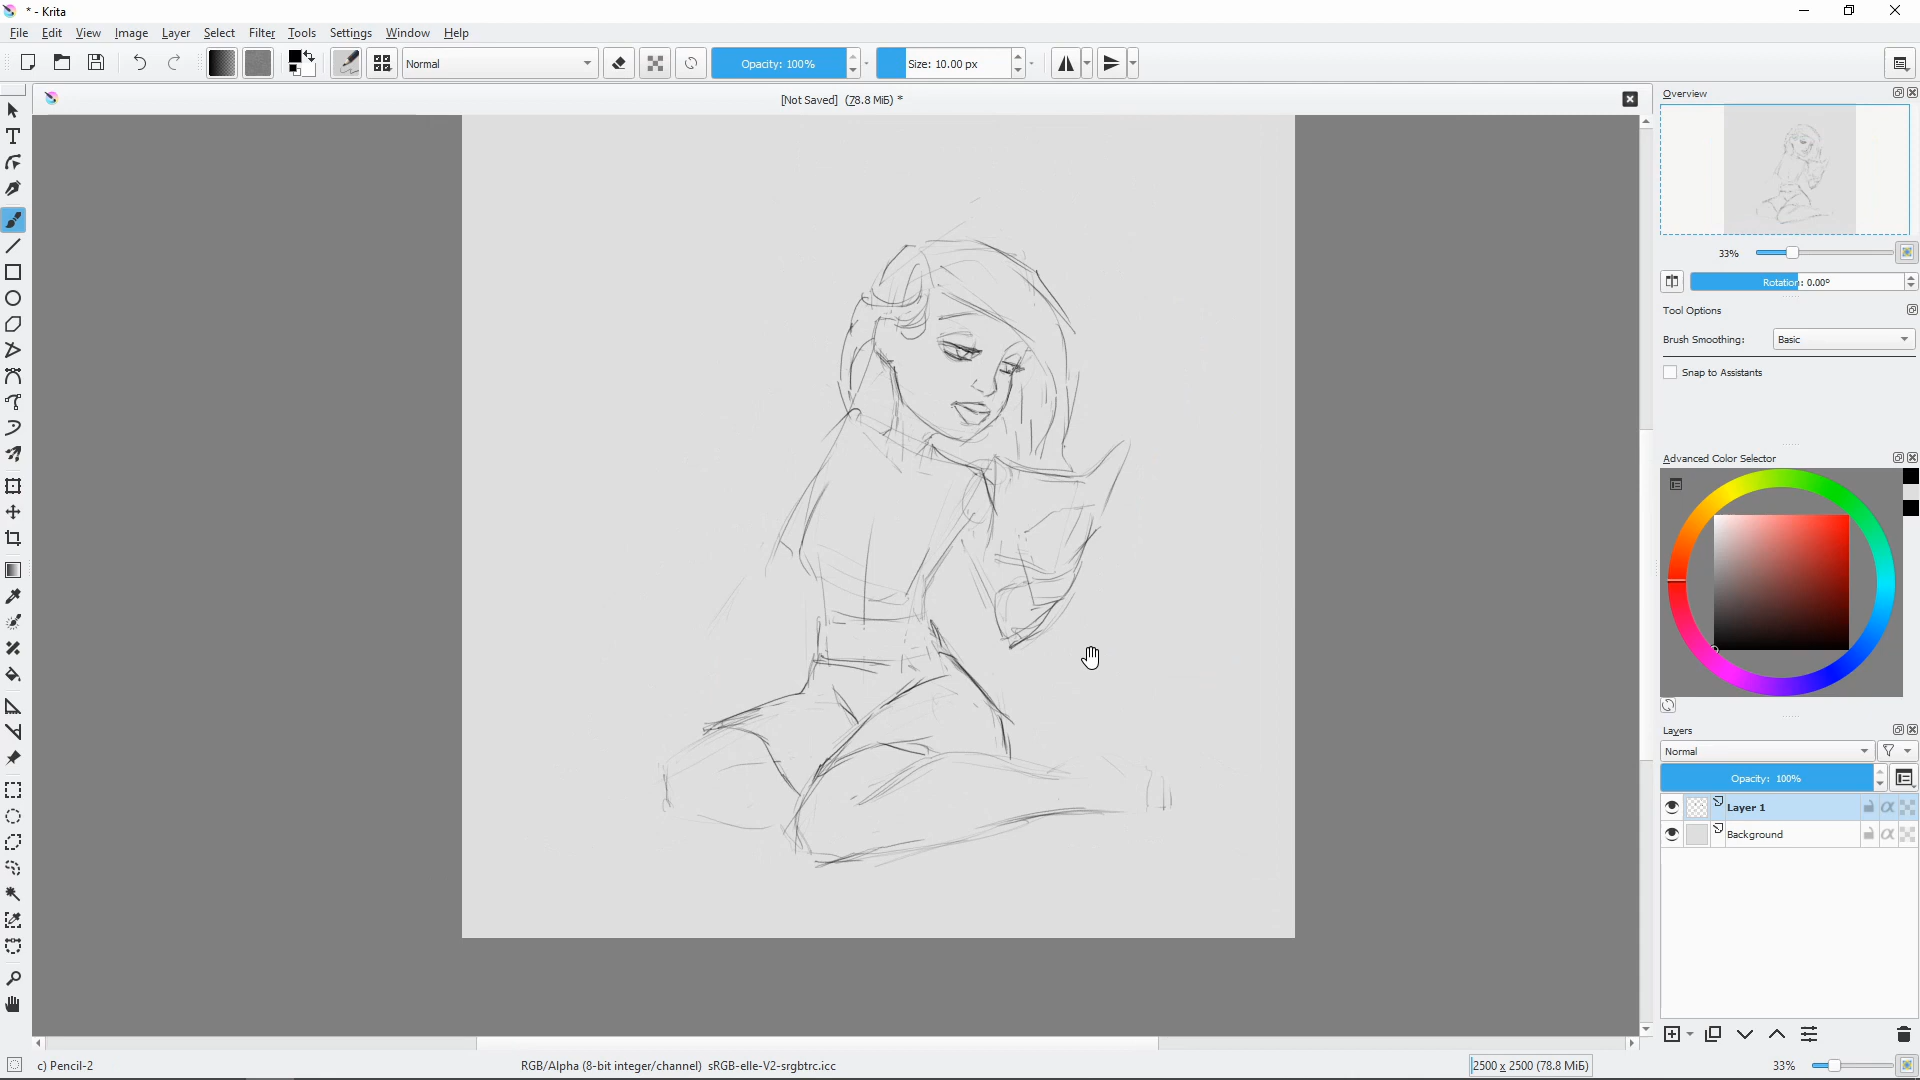 * - Krita
File Edit View Image Layer Select Filter Tools Settings Window Help
Normal
Opacity: 100%
Size: 10.00 px
[Not Saved] (78.8 MiB) *
Overview
33%
Rotation: 0.00°
Tool Options
Brush Smoothing: Basic
Snap to Assistants
Advanced Color Selector
Layers
Normal
Opacity: 100%
Layer 1
Background
c) Pencil-2
RGB/Alpha (8-bit integer/channel) sRGB-elle-V2-srgbtrc.icc
2500 x 2500 (78.8 MiB)
33%